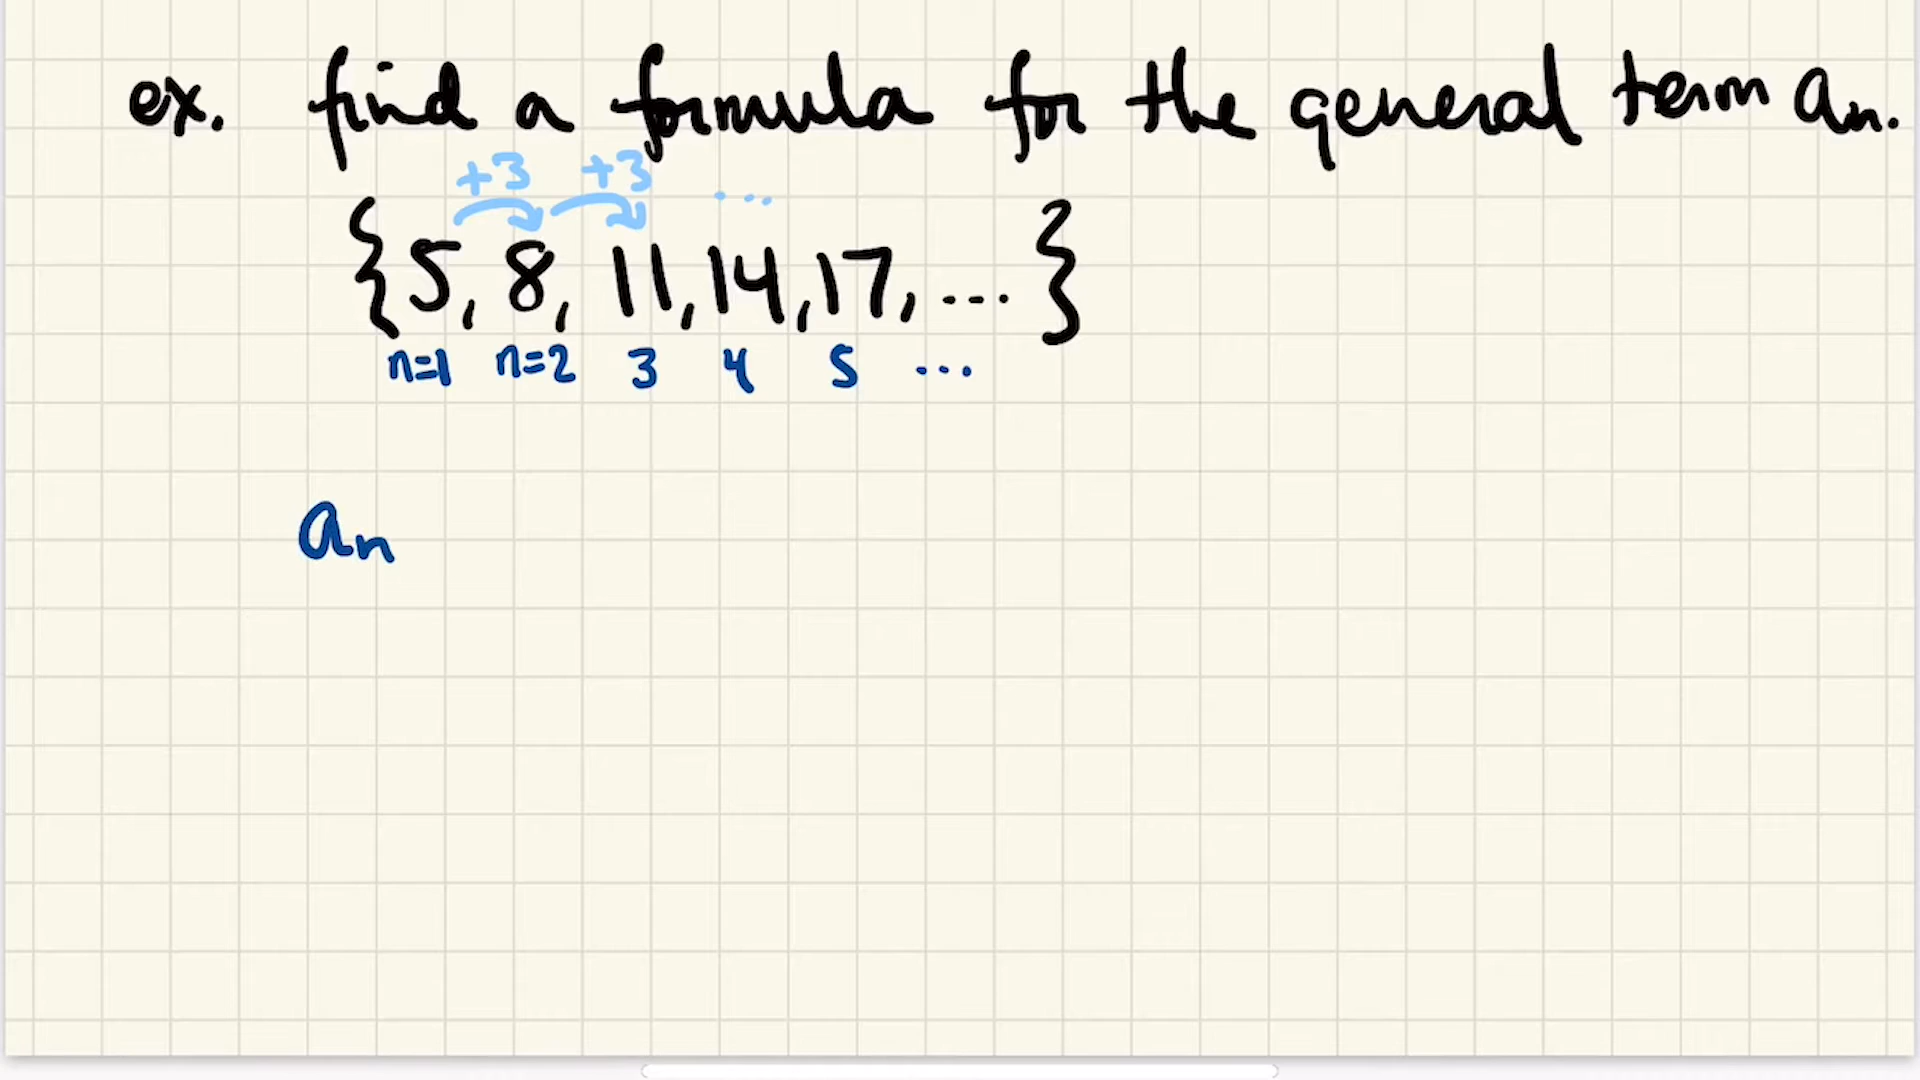 ex. find a formula for the general term aₙ.
+3 +3 ...
{5, 8, 11, 14, 17, ... }
n=1 n=2 3 4 5 ...
aₙ